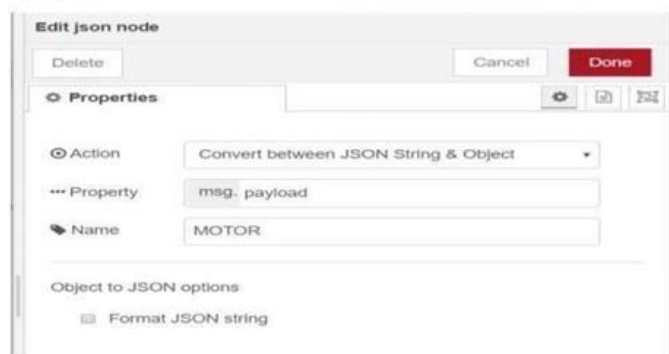 Edit json node
Delete Cancel Done
Properties
Action Convert between JSON String & Object
Property msg. payload
Name MOTOR
Object to JSON options
Format JSON string